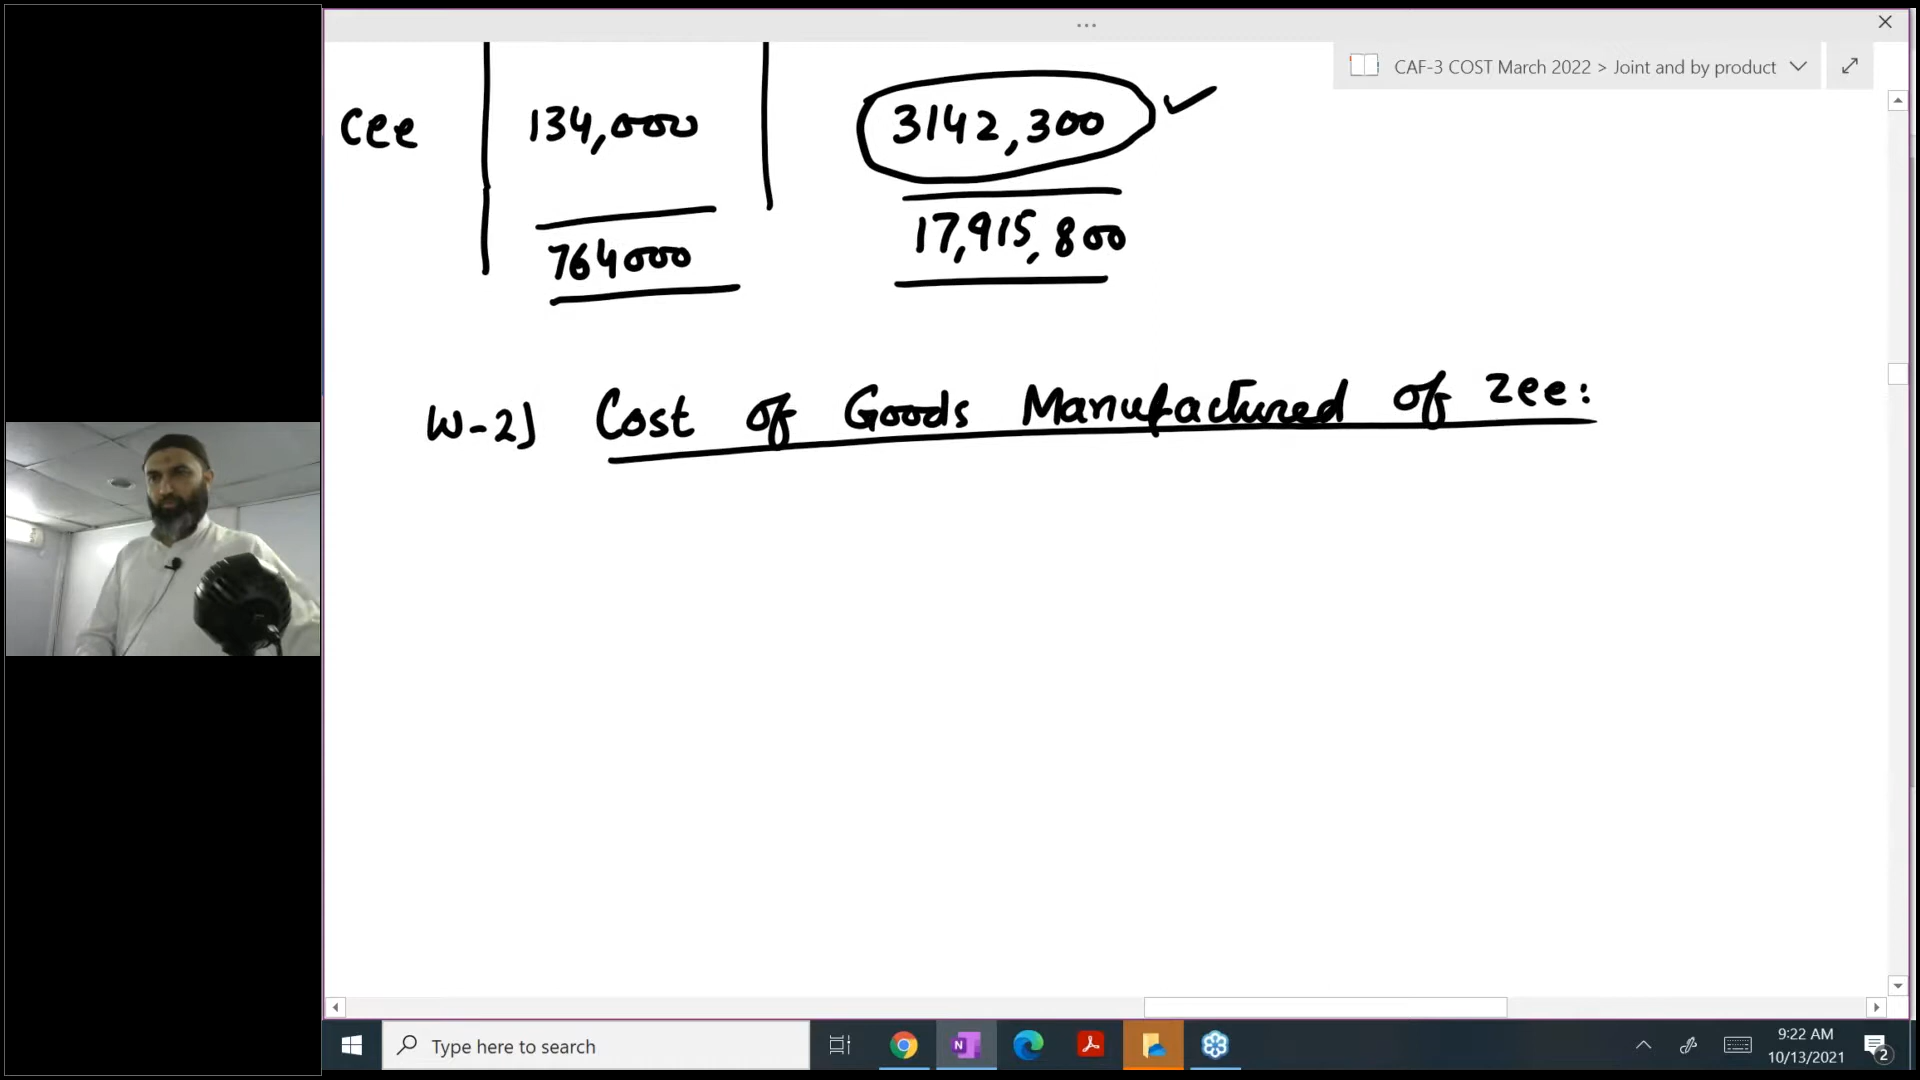 CAF-3 COST March 2022 > Joint and by product
Cee 134,000 3142,300
764000 17,915,800
W-2) Cost of Goods Manufactured of Zee:
Type here to search
9:22 AM
10/13/2021
2